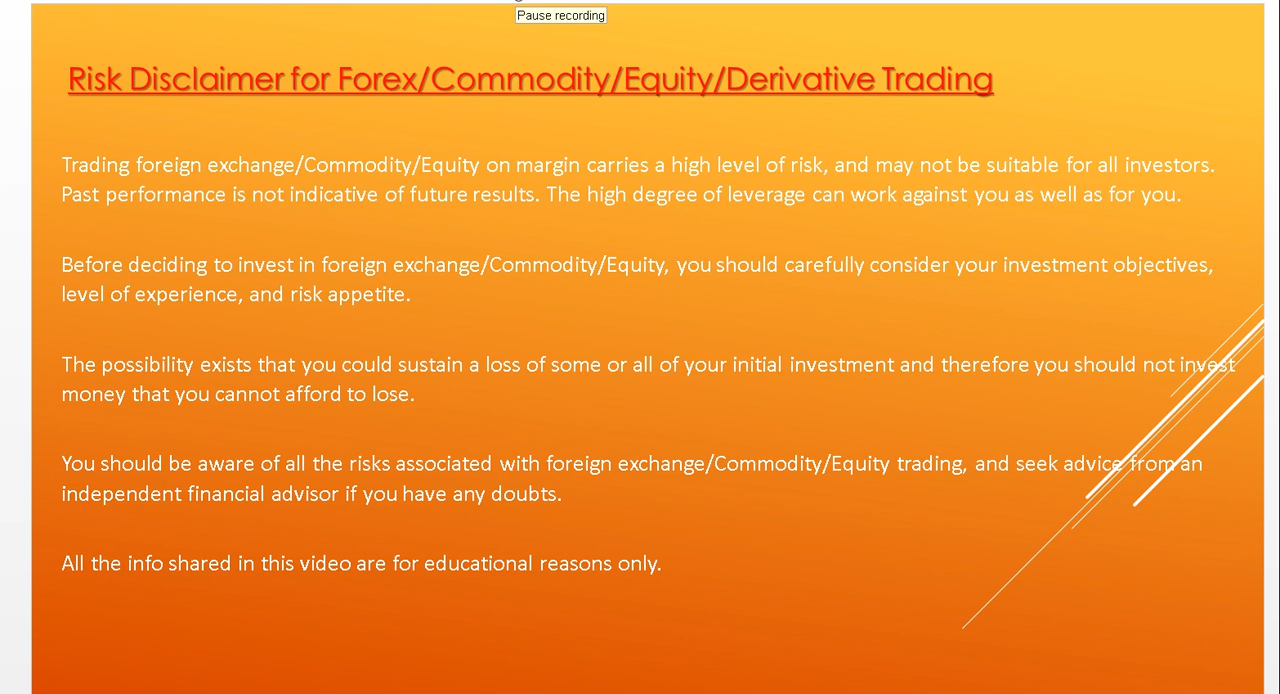 Pause recording
Risk Disclaimer for Forex/Commodity/Equity/Derivative Trading
Trading foreign exchange/Commodity/Equity on margin carries a high level of risk, and may not be suitable for all investors.
Past performance is not indicative of future results. The high degree of leverage can work against you as well as for you.
Before deciding to invest in foreign exchange/Commodity/Equity, you should carefully consider your investment objectives,
level of experience, and risk appetite.
The possibility exists that you could sustain a loss of some or all of your initial investment and therefore you should not invest
money that you cannot afford to lose.
You should be aware of all the risks associated with foreign exchange/Commodity/Equity trading, and seek advice from an
independent financial advisor if you have any doubts.
All the info shared in this video are for educational reasons only.